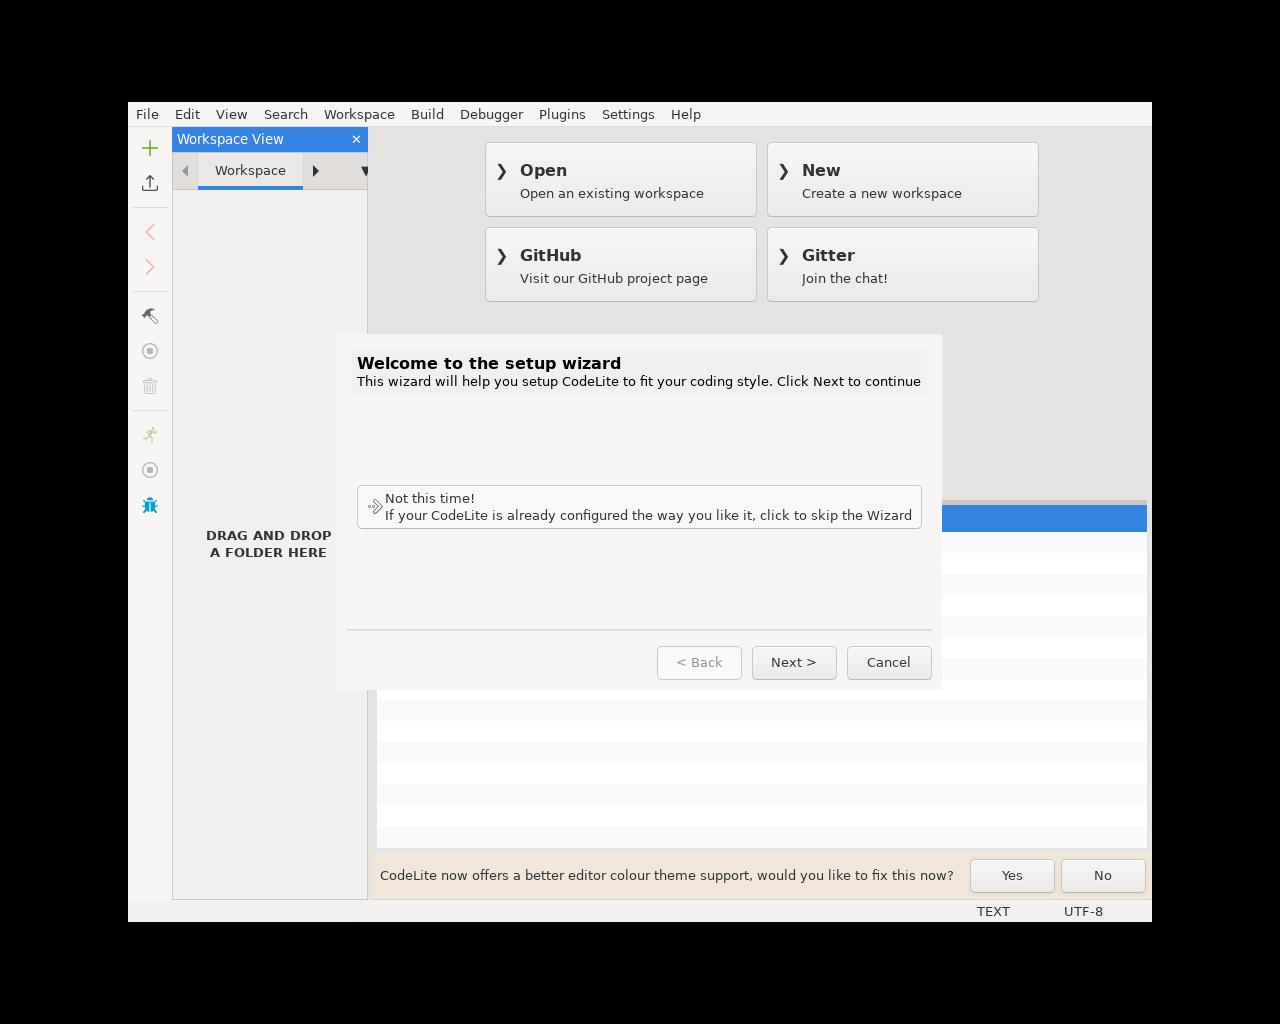 File Edit View Search Workspace Build Debugger Plugins Settings Help
Workspace View
Workspace
Open
Open an existing workspace
New
Create a new workspace
GitHub
Visit our GitHub project page
Gitter
Join the chat!
DRAG AND DROP
A FOLDER HERE
Welcome to the setup wizard
This wizard will help you setup CodeLite to fit your coding style. Click Next to continue
Not this time!
If your CodeLite is already configured the way you like it, click to skip the Wizard
< Back
Next >
Cancel
CodeLite now offers a better editor colour theme support, would you like to fix this now?
Yes
No
TEXT
UTF-8